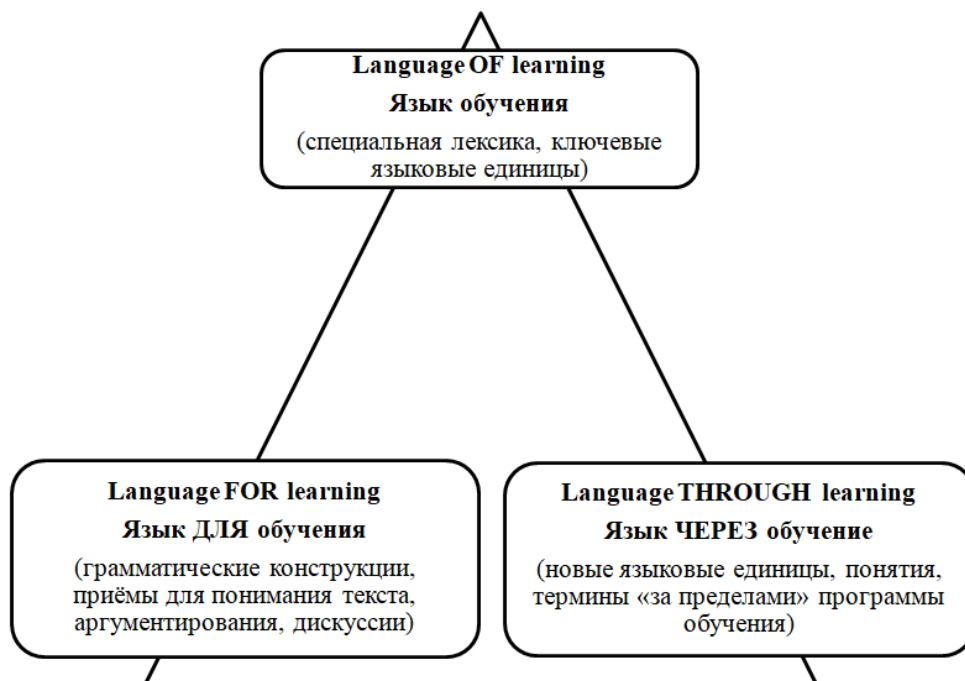 Language OF learning
Язык обучения
(специальная лексика, ключевые
языковые единицы)
Language FOR learning
Язык ДЛЯ обучения
(грамматические конструкции,
приёмы для понимания текста,
аргументирования, дискуссии)
Language THROUGH learning
Язык ЧЕРЕЗ обучение
(новые языковые единицы, понятия,
термины «за пределами» программы
обучения)